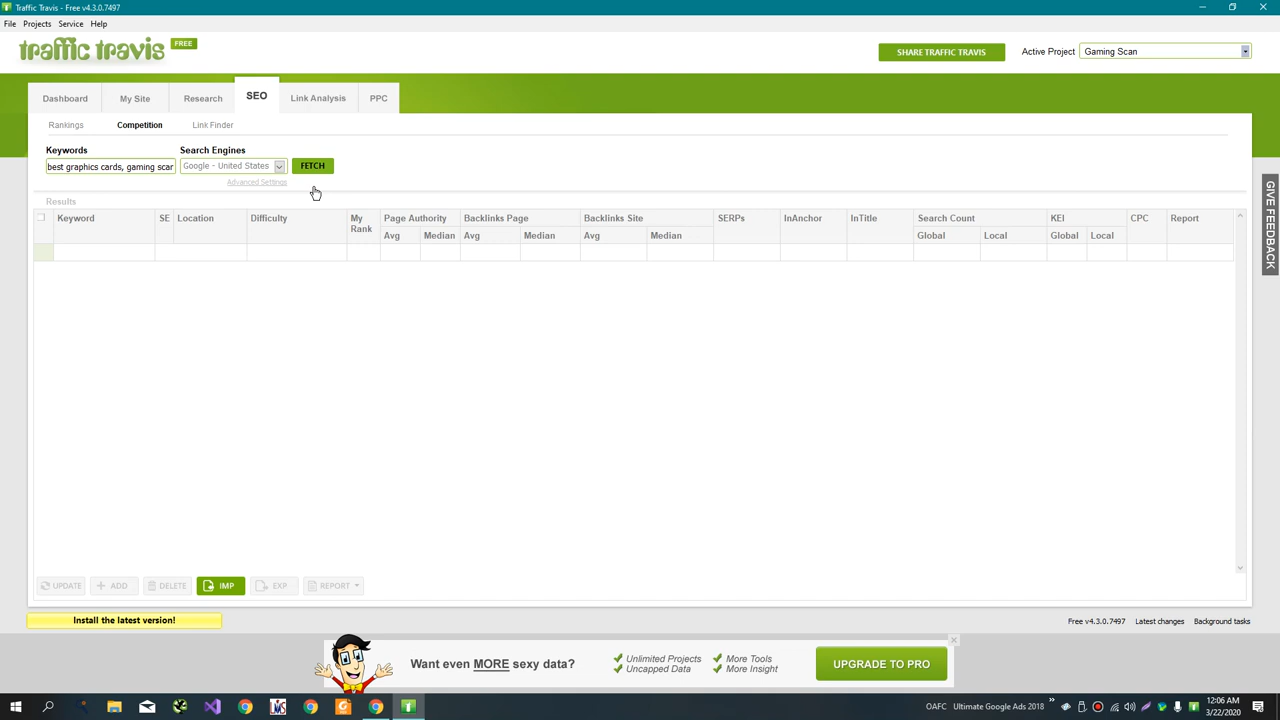 Traffic Travis - Free v4.3.0.7497
File Projects Service Help
traffic travis FREE
SHARE TRAFFIC TRAVIS
Active Project Gaming Scan
Dashboard My Site Research SEO Link Analysis PPC
Rankings Competition Link Finder
Keywords Search Engines
best graphics cards, gaming scar Google - United States FETCH
Advanced Settings
GIVE FEEDBACK
Results
Keyword SE Location Difficulty My Rank Page Authority Backlinks Page Backlinks Site SERPs InAnchor InTitle Search Count KEI CPC Report
Avg Median Avg Median Avg Median Global Local Global Local
UPDATE ADD DELETE IMP EXP REPORT
Install the latest version!
Free v4.3.0.7497 Latest changes Background tasks
Want even MORE sexy data?
Unlimited Projects More Tools
Uncapped Data More Insight
UPGRADE TO PRO
OAFC Ultimate Google Ads 2018
12:06 AM
3/22/2020